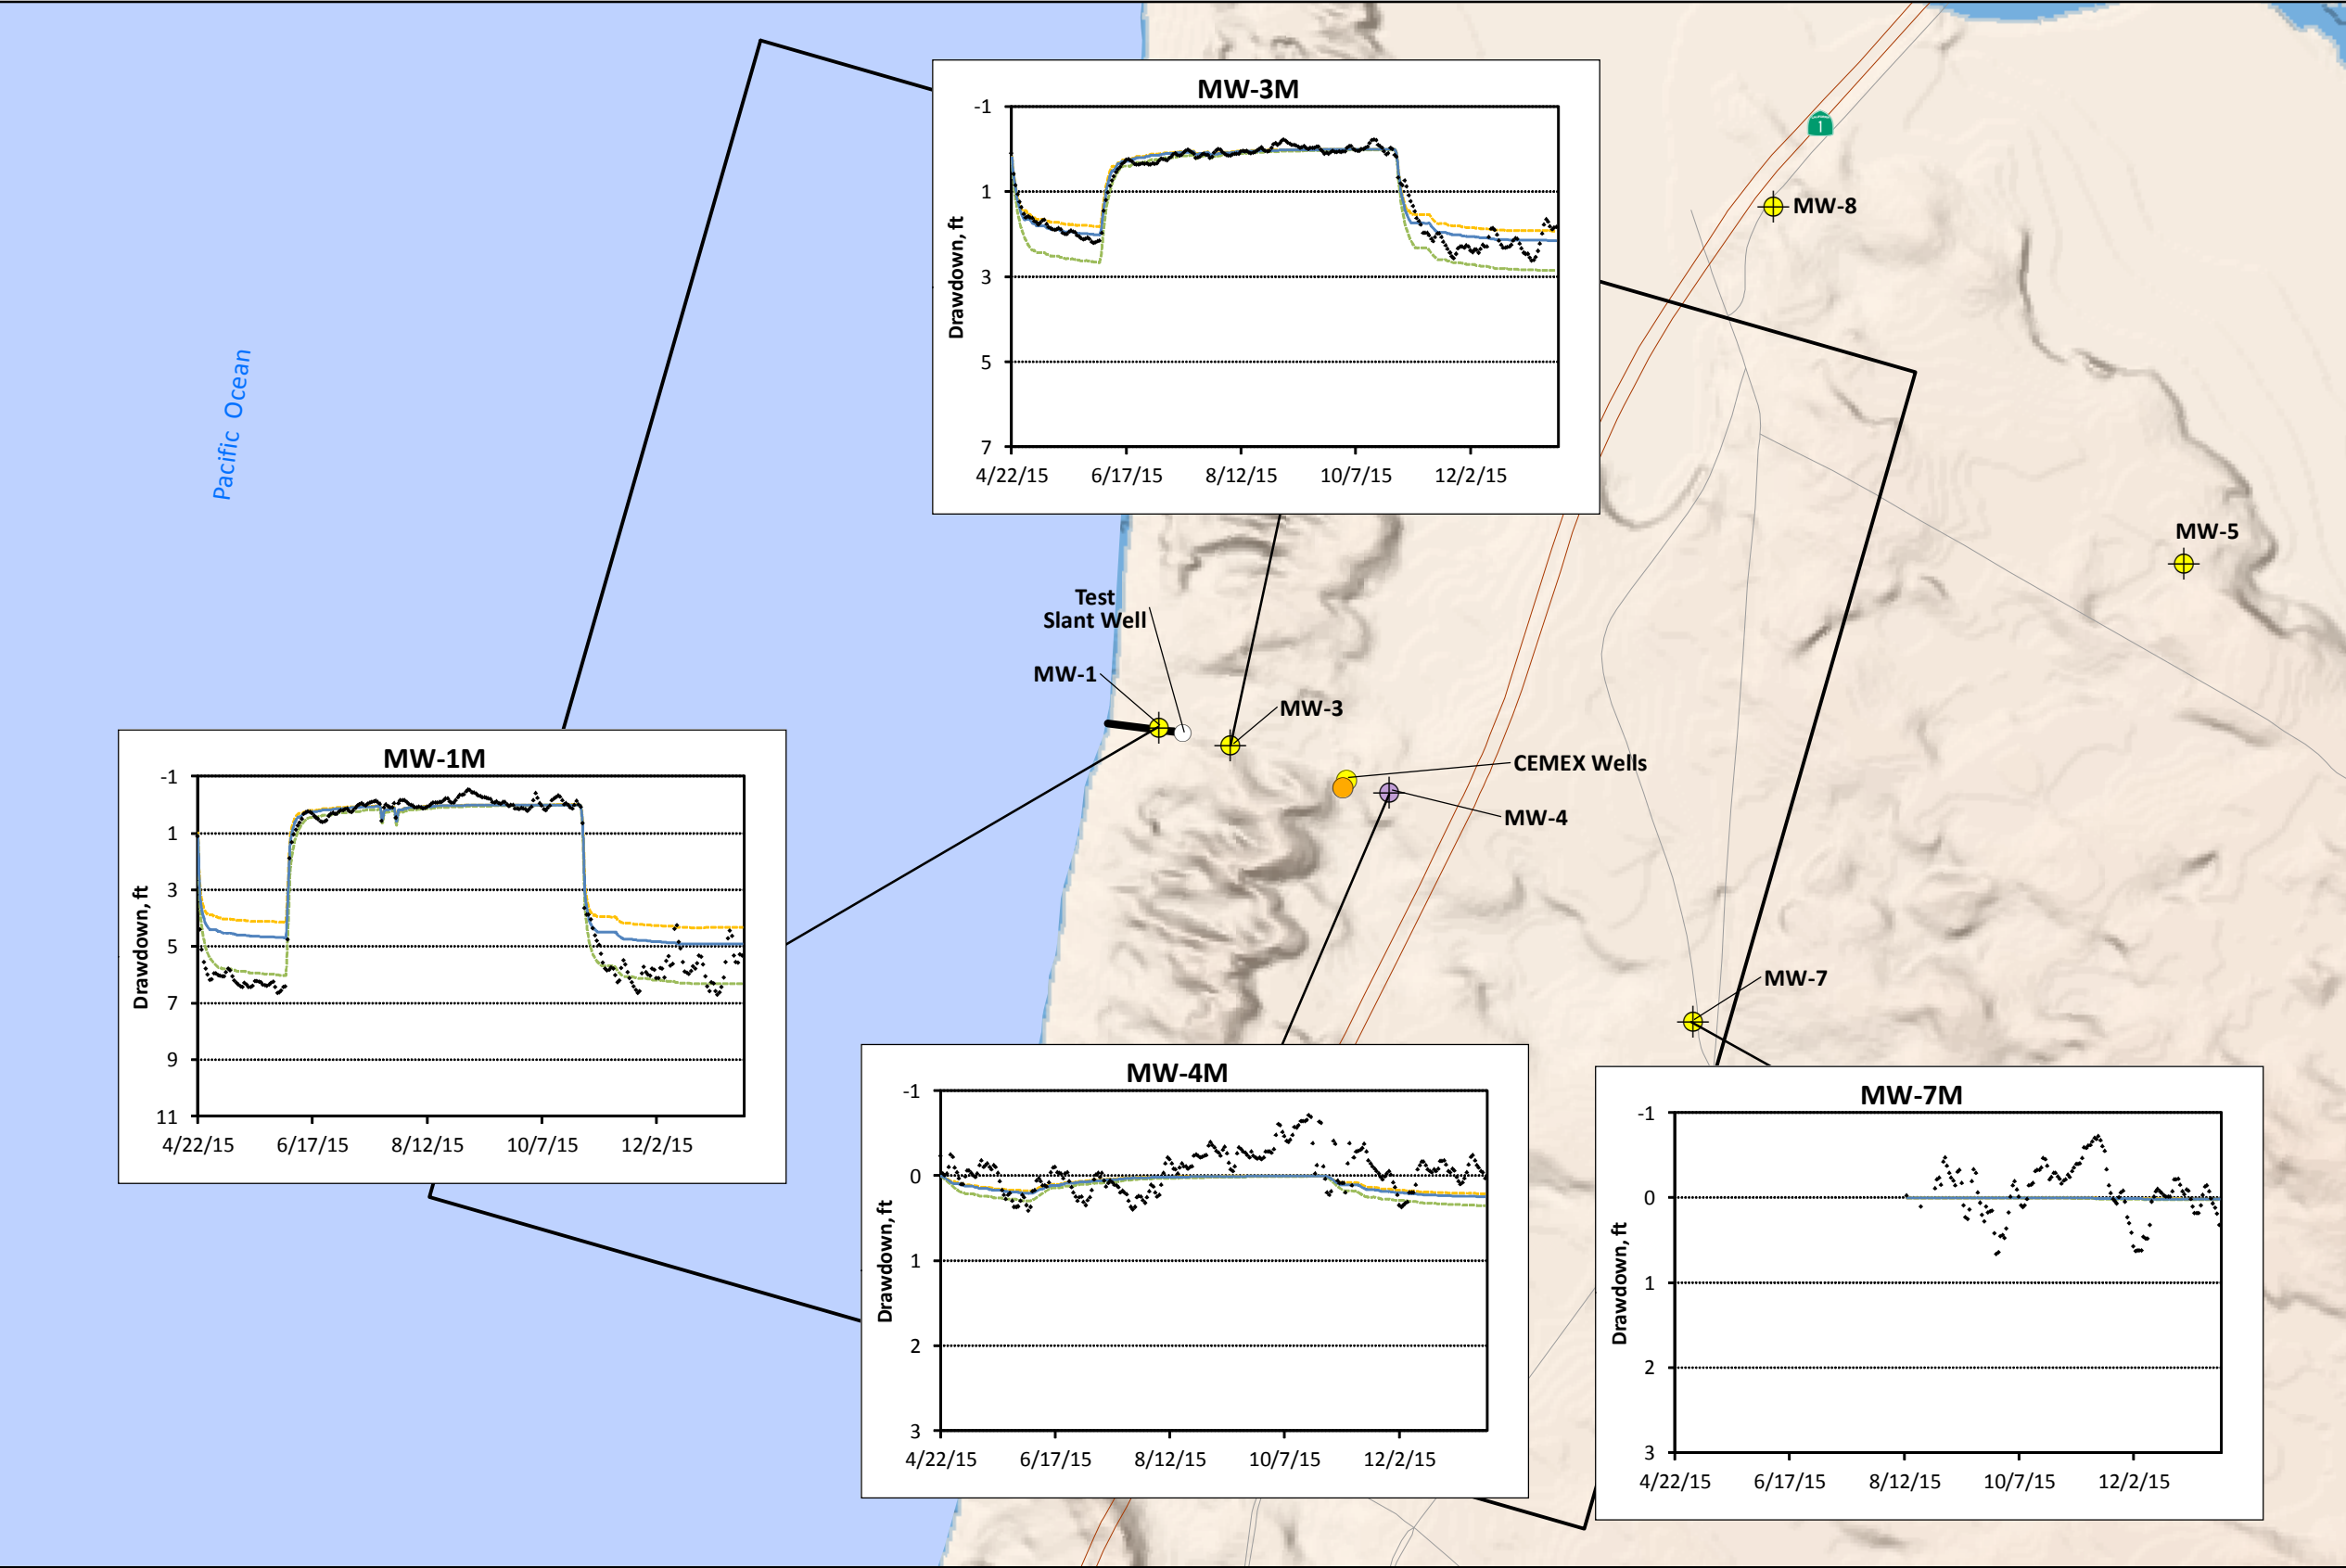 MW-3M
-1
1
3
5
7
Drawdown, ft
4/22/15 6/17/15 8/12/15 10/7/15 12/2/15
1
MW-8
Pacific Ocean
MW-5
Test
Slant Well
MW-1
MW-3
CEMEX Wells
MW-4
MW-7
MW-1M
-1
1
3
5
7
9
11
Drawdown, ft
4/22/15 6/17/15 8/12/15 10/7/15 12/2/15
MW-4M
-1
0
1
2
3
Drawdown, ft
4/22/15 6/17/15 8/12/15 10/7/15 12/2/15
MW-7M
-1
0
1
2
3
Drawdown, ft
4/22/15 6/17/15 8/12/15 10/7/15 12/2/15